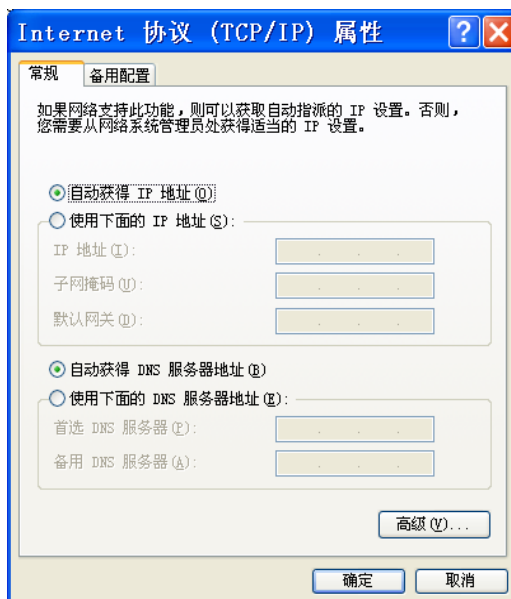 Internet 协议 (TCP/IP) 属性
常规 备用配置
如果网络支持此功能，则可以获取自动指派的 IP 设置。否则，
您需要从网络系统管理员处获得适当的 IP 设置。
自动获得 IP 地址(O)
使用下面的 IP 地址(S):
IP 地址(I):
子网掩码(U):
默认网关(D):
自动获得 DNS 服务器地址(B)
使用下面的 DNS 服务器地址(E):
首选 DNS 服务器(P):
备用 DNS 服务器(A):
高级(V)...
确定 取消